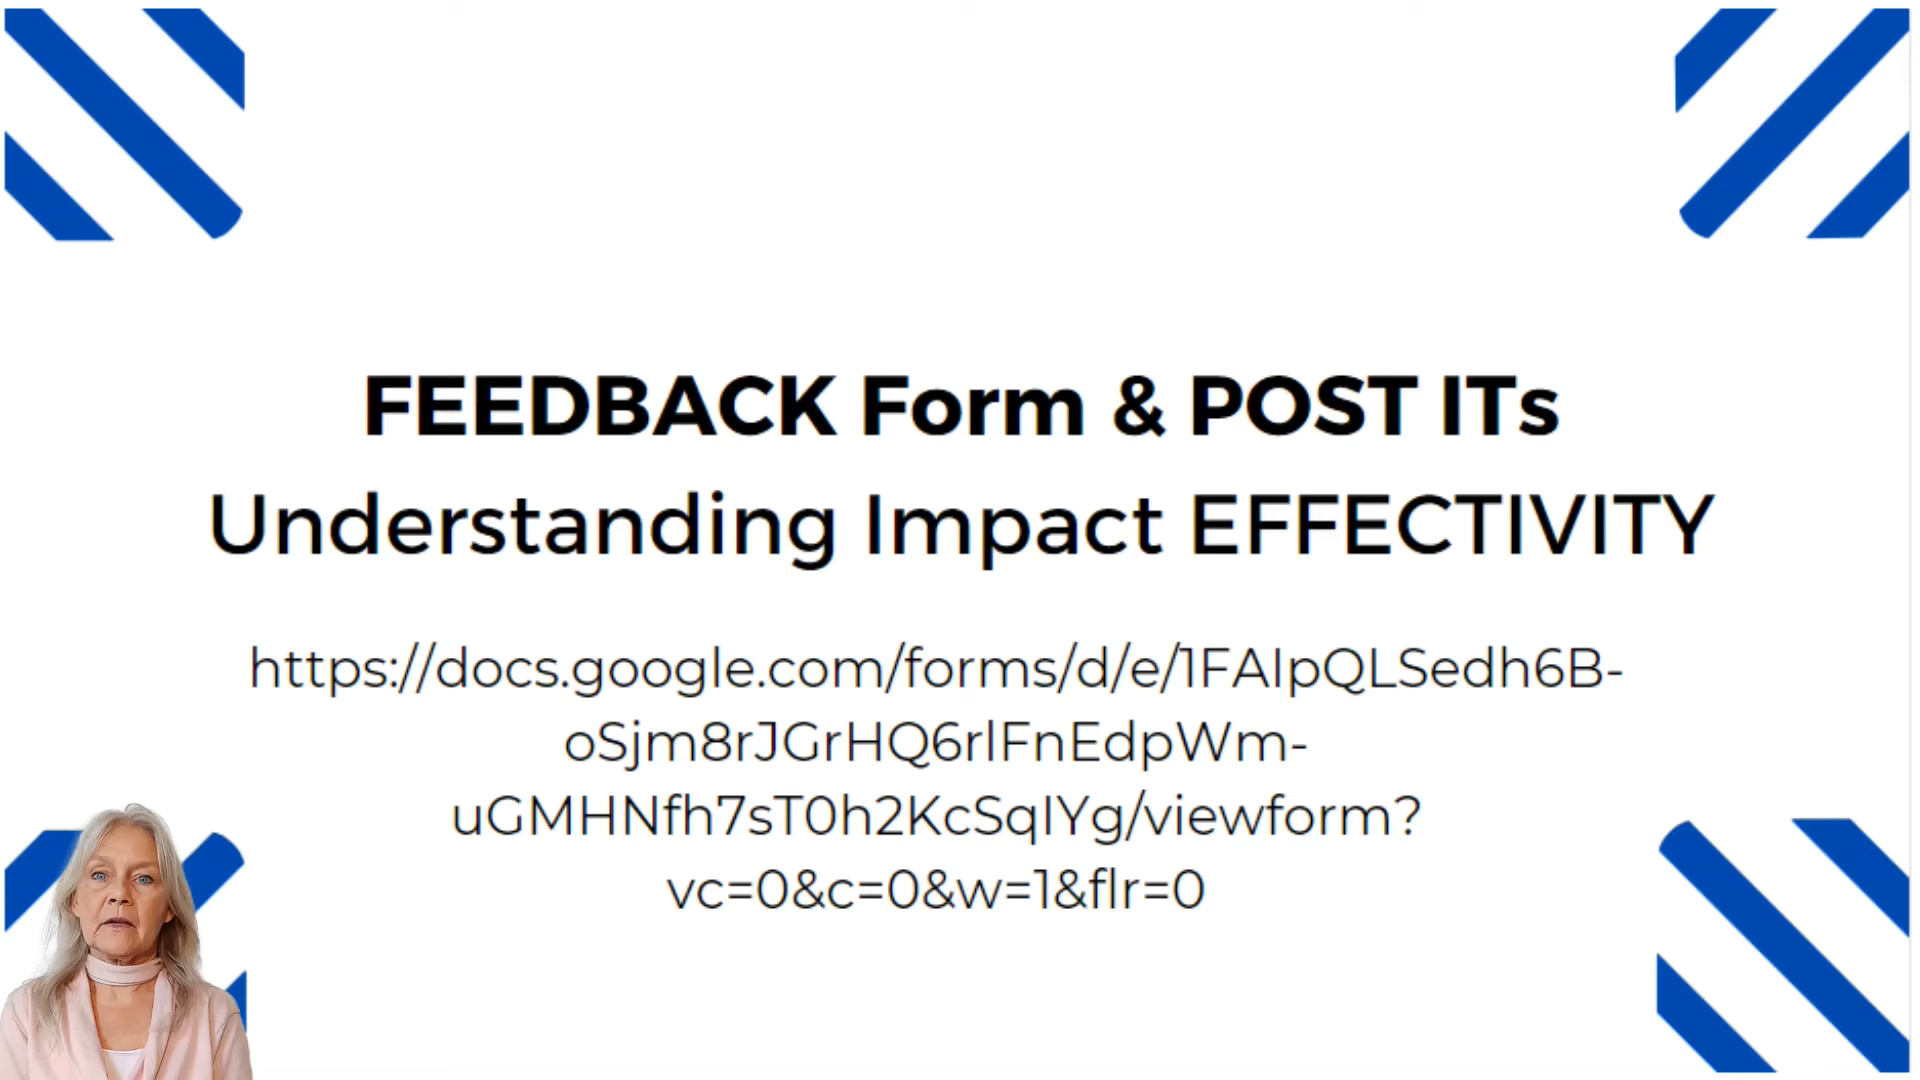 FEEDBACK Form & POST ITs
Understanding Impact EFFECTIVITY
https://docs.google.com/forms/d/e/1FAIpQLSedh6B-
oSjm8rJGrHQ6rlFnEdpWm-
uGMHNfh7sT0h2KcSqIYg/viewform?
vc=0&c=0&w=1&flr=0